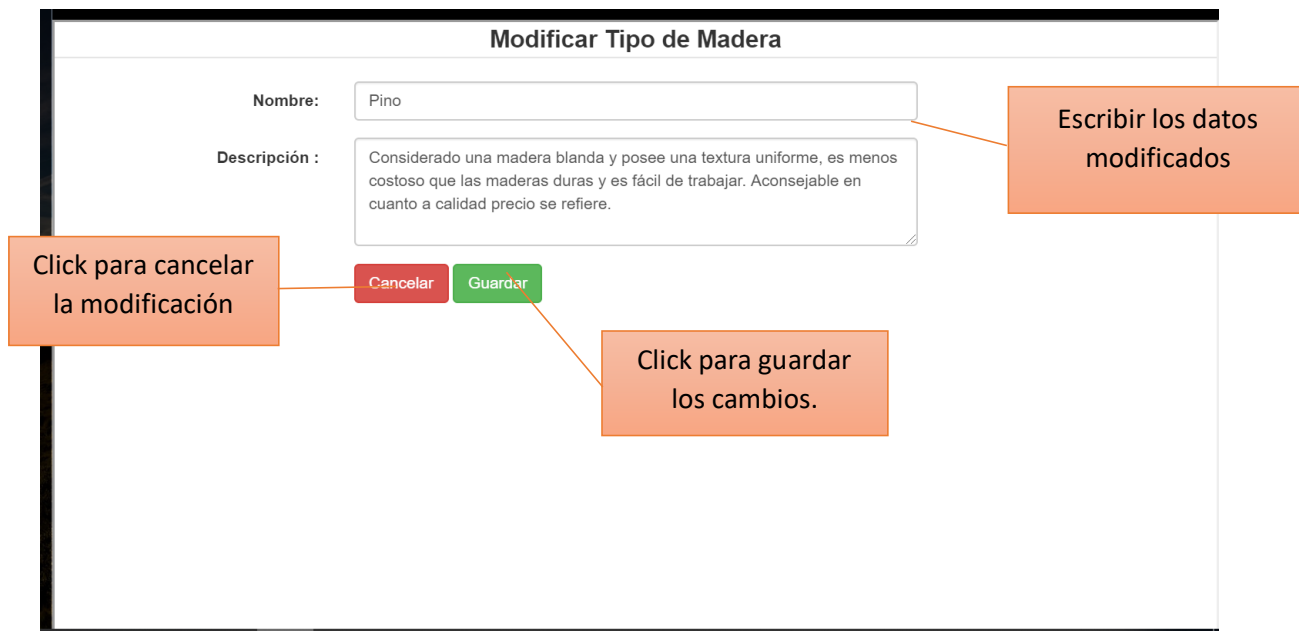 Modificar Tipo de Madera
Nombre:
Pino
Escribir los datos
modificados
Descripción :
Considerado una madera blanda y posee una textura uniforme, es menos
costoso que las maderas duras y es fácil de trabajar. Aconsejable en
cuanto a calidad precio se refiere.
Click para cancelar
la modificación
Cancelar
Guardar
Click para guardar
los cambios.